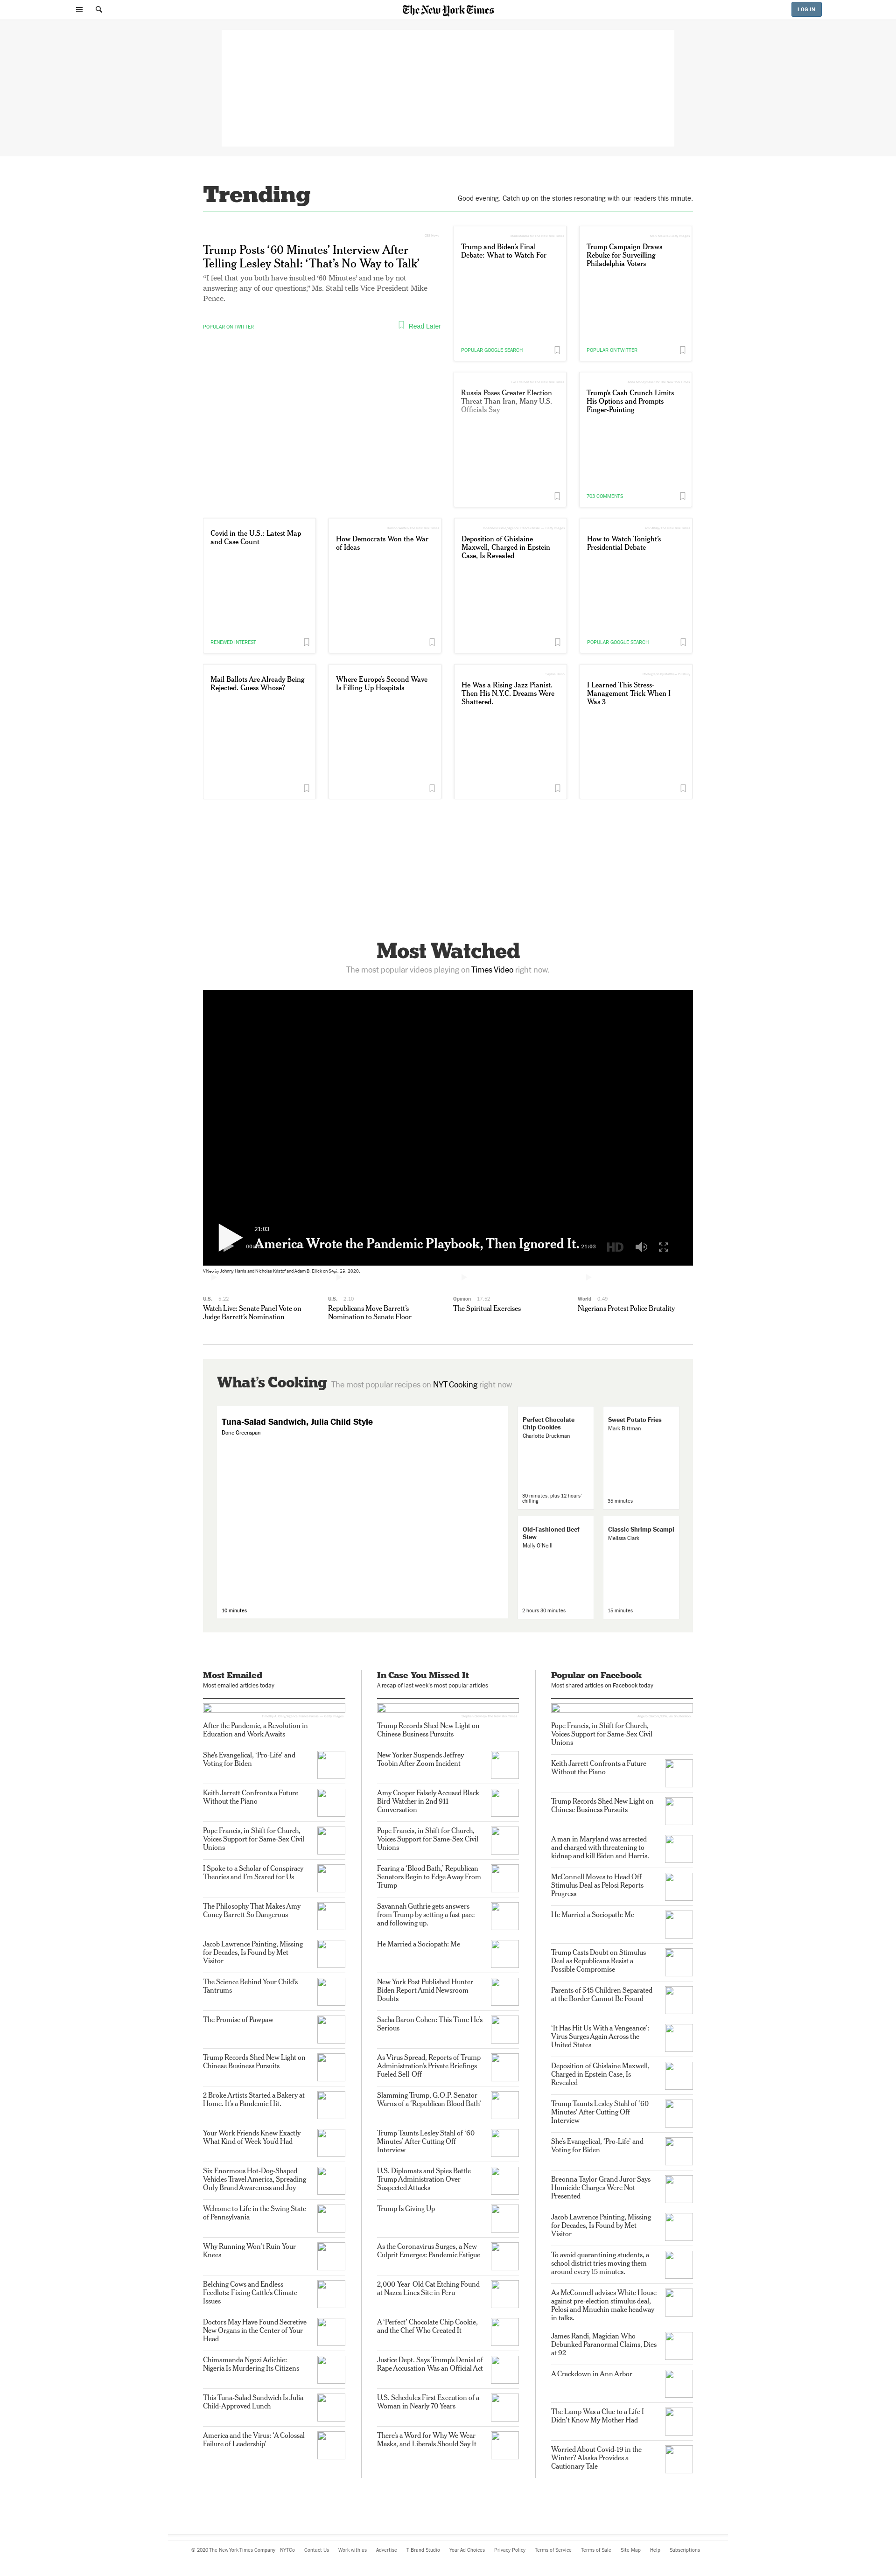 The New York Times
LOG IN
Trending
Good evening. Catch up on the stories resonating with our readers this minute.
Trump Posts ‘60 Minutes’ Interview After
Telling Lesley Stahl: ‘That’s No Way to Talk’
“I feel that you both have insulted ‘60 Minutes’ and me by not
answering any of our questions,” Ms. Stahl tells Vice President Mike
Pence.
POPULAR ON TWITTER
Read Later
Trump and Biden’s Final
Debate: What to Watch For
POPULAR GOOGLE SEARCH
Trump Campaign Draws
Rebuke for Surveilling
Philadelphia Voters
POPULAR ON TWITTER
Russia Poses Greater Election
Threat Than Iran, Many U.S.
Officials Say
Trump’s Cash Crunch Limits
His Options and Prompts
Finger-Pointing
705 COMMENTS
Covid in the U.S.: Latest Map
and Case Count
RENEWED INTEREST
How Democrats Won the War
of Ideas
Deposition of Ghislaine
Maxwell, Charged in Epstein
Case, Is Revealed
How to Watch Tonight’s
Presidential Debate
POPULAR GOOGLE SEARCH
Mail Ballots Are Already Being
Rejected. Guess Whose?
Where Europe’s Second Wave
Is Filling Up Hospitals
He Was a Rising Jazz Pianist.
Then His N.Y.C. Dreams Were
Shattered.
I Learned This Stress-
Management Trick When I
Was 3
Most Watched
The most popular videos playing on Times Video right now.
21:03
America Wrote the Pandemic Playbook, Then Ignored It.
21:03
HD
Johnny Harris and Nicholas Kristof and Adam B. Ellick on Sept. 29, 2020.
U.S. 5:32
Watch Live: Senate Panel Vote on
Judge Barrett’s Nomination
U.S. 2:10
Republicans Move Barrett’s
Nomination to Senate Floor
Opinion 17:52
The Spiritual Exercises
World 0:49
Nigerians Protest Police Brutality
What’s Cooking The most popular recipes on NYT Cooking right now
Tuna-Salad Sandwich, Julia Child Style
Dorie Greenspan
10 minutes
Perfect Chocolate
Chip Cookies
Charlotte Druckman
30 minutes, plus 12 hours’
chilling
Sweet Potato Fries
Mark Bittman
35 minutes
Old-Fashioned Beef
Stew
Molly O’Neill
2 hours 30 minutes
Classic Shrimp Scampi
Melissa Clark
15 minutes
Most Emailed
Most emailed articles today
After the Pandemic, a Revolution in
Education and Work Awaits
She’s Evangelical, ‘Pro-Life’ and
Voting for Biden
Keith Jarrett Confronts a Future
Without the Piano
Pope Francis, in Shift for Church,
Voices Support for Same-Sex Civil
Unions
I Spoke to a Scholar of Conspiracy
Theories and I’m Scared for Us
The Philosophy That Makes Amy
Coney Barrett So Dangerous
Jacob Lawrence Painting, Missing
for Decades, Is Found by Met
Visitor
The Science Behind Your Child’s
Tantrums
The Promise of Pawpaw
Trump Records Shed New Light on
Chinese Business Pursuits
2 Broke Artists Started a Bakery at
Home. It’s a Pandemic Hit.
Your Work Friends Knew Exactly
What Kind of Week You’d Had
Six Enormous Hot-Dog-Shaped
Vehicles Travel America, Spreading
Only Brand Awareness and Joy
Welcome to Life in the Swing State
of Pennsylvania
Why Running Won’t Ruin Your
Knees
Belching Cows and Endless
Feedlots: Fixing Cattle’s Climate
Issues
Doctors May Have Found Secretive
New Organs in the Center of Your
Head
Chimamanda Ngozi Adichie:
Nigeria Is Murdering Its Citizens
This Tuna-Salad Sandwich Is Julia
Child-Approved Lunch
America and the Virus: ‘A Colossal
Failure of Leadership’
In Case You Missed It
A recap of last week’s most popular articles
Trump Records Shed New Light on
Chinese Business Pursuits
New Yorker Suspends Jeffrey
Toobin After Zoom Incident
Amy Cooper Falsely Accused Black
Bird-Watcher in 2nd 911
Conversation
Pope Francis, in Shift for Church,
Voices Support for Same-Sex Civil
Unions
Fearing a ‘Blood Bath,’ Republican
Senators Begin to Edge Away From
Trump
Savannah Guthrie gets answers
from Trump by setting a fast pace
and following up.
He Married a Sociopath: Me
New York Post Published Hunter
Biden Report Amid Newsroom
Doubts
Sacha Baron Cohen: This Time He’s
Serious
As Virus Spread, Reports of Trump
Administration’s Private Briefings
Fueled Sell-Off
Slamming Trump, G.O.P. Senator
Warns of a ‘Republican Blood Bath’
Trump Taunts Lesley Stahl of ‘60
Minutes’ After Cutting Off
Interview
U.S. Diplomats and Spies Battle
Trump Administration Over
Suspected Attacks
Trump Is Giving Up
As the Coronavirus Surges, a New
Culprit Emerges: Pandemic Fatigue
2,000-Year-Old Cat Etching Found
at Nazca Lines Site in Peru
A ‘Perfect’ Chocolate Chip Cookie,
and the Chef Who Created It
Justice Dept. Says Trump’s Denial of
Rape Accusation Was an Official Act
U.S. Schedules First Execution of a
Woman in Nearly 70 Years
There’s a Word for Why We Wear
Masks, and Liberals Should Say It
Popular on Facebook
Most shared articles on Facebook today
Pope Francis, in Shift for Church,
Voices Support for Same-Sex Civil
Unions
Keith Jarrett Confronts a Future
Without the Piano
Trump Records Shed New Light on
Chinese Business Pursuits
A man in Maryland was arrested
and charged with threatening to
kidnap and kill Biden and Harris.
McConnell Moves to Head Off
Stimulus Deal as Pelosi Reports
Progress
He Married a Sociopath: Me
Trump Casts Doubt on Stimulus
Deal as Republicans Resist a
Possible Compromise
Parents of 545 Children Separated
at the Border Cannot Be Found
‘It Has Hit Us With a Vengeance’:
Virus Surges Again Across the
United States
Deposition of Ghislaine Maxwell,
Charged in Epstein Case, Is
Revealed
Trump Taunts Lesley Stahl of ‘60
Minutes’ After Cutting Off
Interview
She’s Evangelical, ‘Pro-Life’ and
Voting for Biden
Breonna Taylor Grand Juror Says
Homicide Charges Were Not
Presented
Jacob Lawrence Painting, Missing
for Decades, Is Found by Met
Visitor
To avoid quarantining students, a
school district tries moving them
around every 15 minutes.
As McConnell advises White House
against pre-election stimulus deal,
Pelosi and Mnuchin make headway
in talks.
James Randi, Magician Who
Debunked Paranormal Claims, Dies
at 92
A Crackdown in Ann Arbor
The Lamp Was a Clue to a Life I
Didn’t Know My Mother Had
Worried About Covid-19 in the
Winter? Alaska Provides a
Cautionary Tale
© 2020 The New York Times Company NYTCo Contact Us Work with us Advertise T Brand Studio Your Ad Choices Privacy Policy Terms of Service Terms of Sale Site Map Help Subscriptions